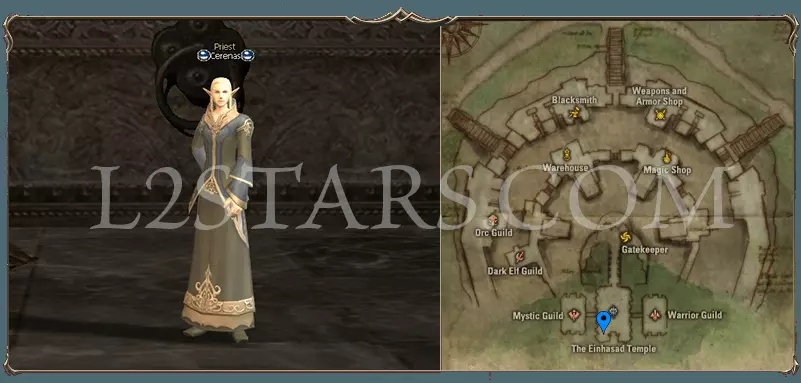 Priest
Cerenas
L2STARS.COM
Blacksmith
Weapons and
Armor Shop
Warehouse
Magic Shop
Orc Guild
Gatekeeper
Dark Elf Guild
Mystic Guild
Warrior Guild
The Einhasad Temple